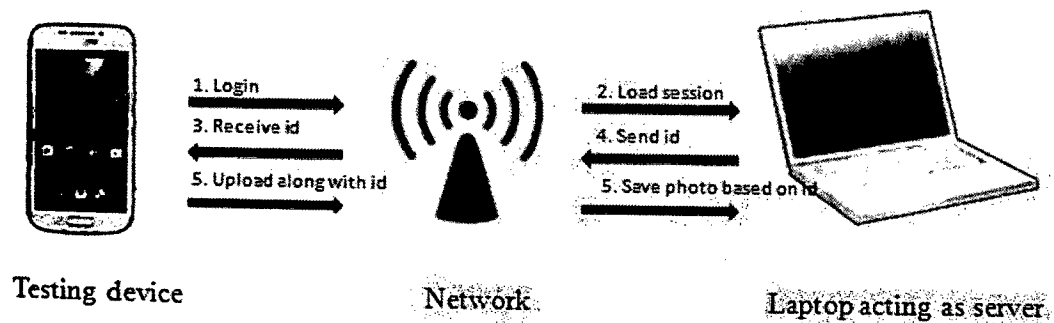 1. Login
2. Load session
3. Receive id
4. Send id
5. Upload along with id
5. Save photo based on id
Testing device
Network
Laptop acting as server